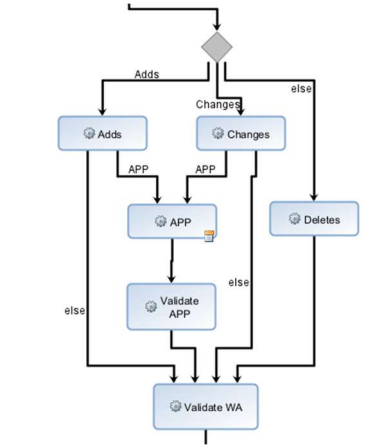 Adds
else
Changes
Adds
Changes
APP
APP
APP
Deletes
else
Validate
APP
else
Validate WA